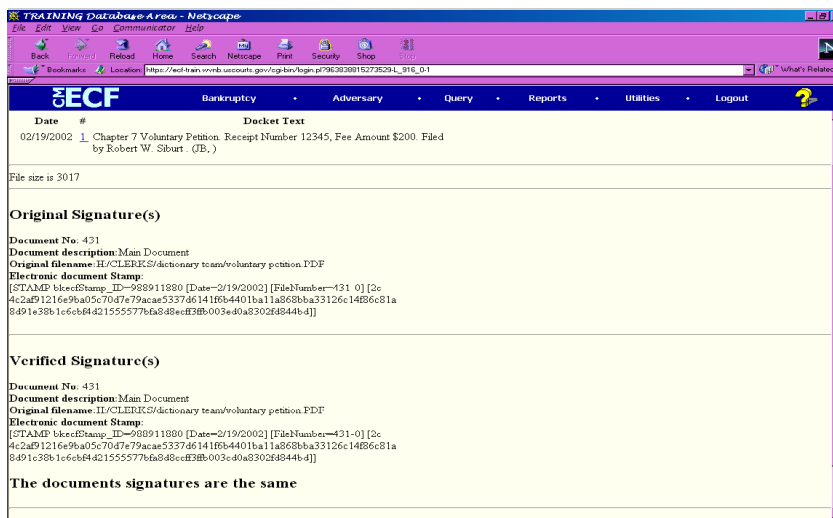 TRAINING Database Area - Netscape
File Edit View Go Communicator Help
Back Forward Reload Home Search Netscape Print Security Shop Stop
Bookmarks Location: https://ecf-train.wvnb.uscourts.gov/cgi-bin/login.pl?963838815273529-L_916_0-1 What's Related
CM ECF Bankruptcy • Adversary • Query • Reports • Utilities • Logout ?
Date # Docket Text
02/19/2002 1 Chapter 7 Voluntary Petition. Receipt Number 12345, Fee Amount $200. Filed
by Robert W. Siburt . (JB, )
File size is 3017
Original Signature(s)
Document No: 431
Document description:Main Document
Original filename:H:/CLERKS/dictionary team/voluntary petition.PDF
Electronic document Stamp:
[STAMP bkecfStamp_ID=988911880 [Date=2/19/2002] [FileNumber=431-0] [2c
4c2af91216e9ba05c70d7e79acae5337d6141f6b4401ba11a868bba33126c14f86c81a
8d91e38b1c6cbf4d21555577bfa8d8ecff3ffb003ed0a8302fd844bd]]
Verified Signature(s)
Document No: 431
Document description:Main Document
Original filename:H:/CLERKS/dictionary team/voluntary petition.PDF
Electronic document Stamp:
[STAMP bkecfStamp_ID=988911880 [Date=2/19/2002] [FileNumber=431-0] [2c
4c2af91216e9ba05c70d7e79acae5337d6141f6b4401ba11a868bba33126c14f86c81a
8d91e38b1c6cbf4d21555577bfa8d8ecff3ffb003ed0a8302fd844bd]]
The documents signatures are the same